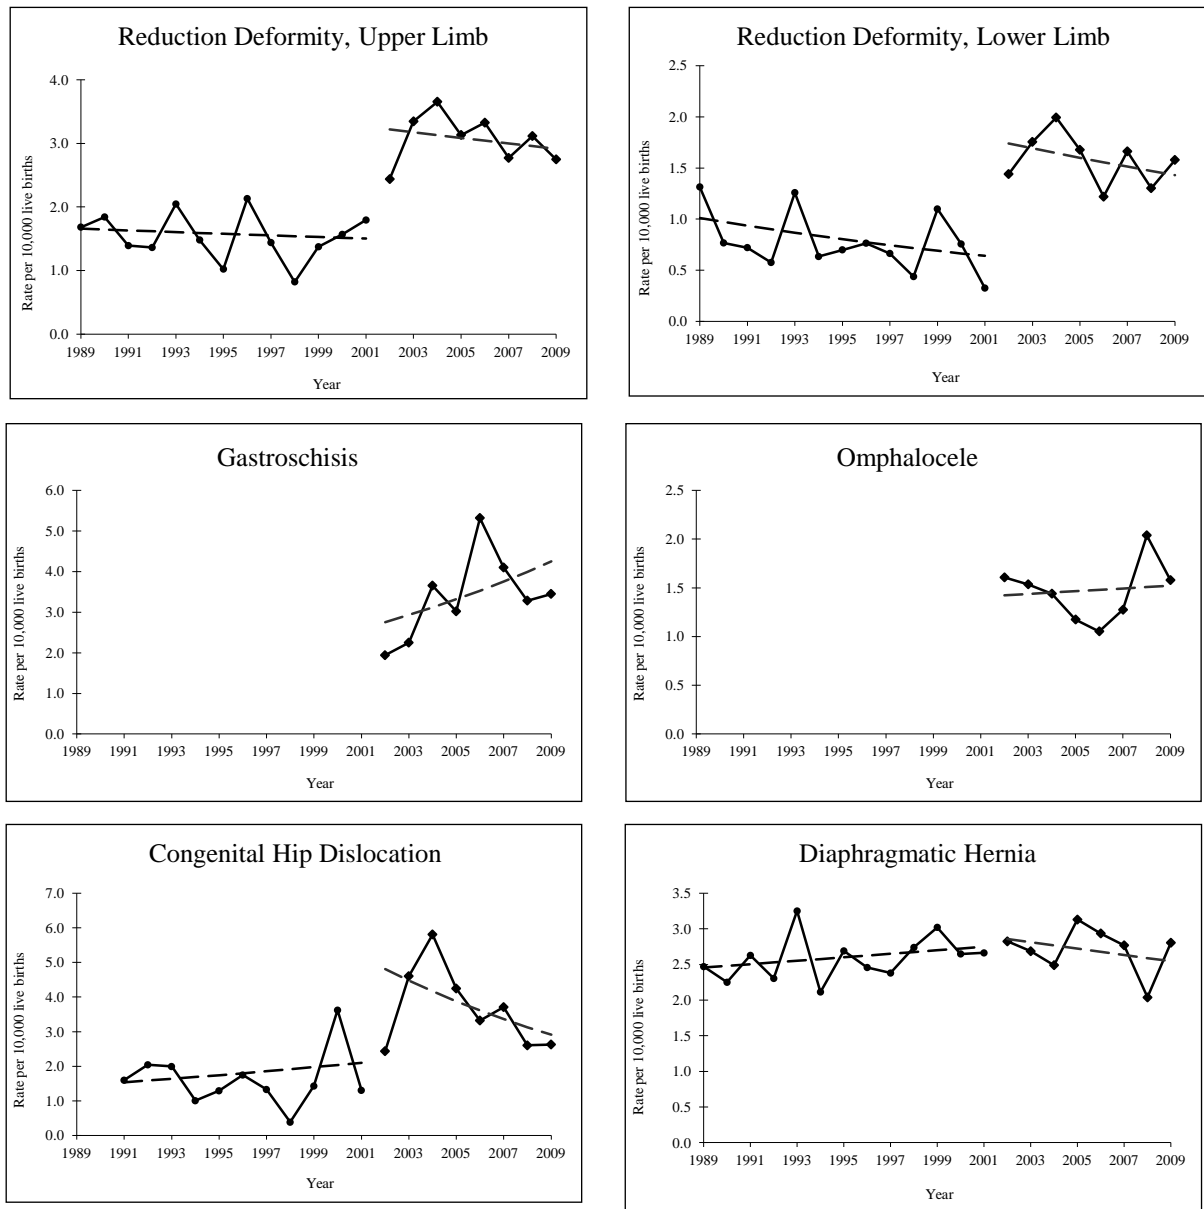 Reduction Deformity, Upper Limb
4.0
3.0
2.0
1.0
0.0
Rate per 10,000 live births
1989 1991 1993 1995 1997 1999 2001 2003 2005 2007 2009
Year
Reduction Deformity, Lower Limb
2.5
2.0
1.5
1.0
0.5
0.0
Rate per 10,000 live births
1989 1991 1993 1995 1997 1999 2001 2003 2005 2007 2009
Year
Gastroschisis
6.0
5.0
4.0
3.0
2.0
1.0
0.0
Rate per 10,000 live births
1989 1991 1993 1995 1997 1999 2001 2003 2005 2007 2009
Year
Omphalocele
2.5
2.0
1.5
1.0
0.5
0.0
Rate per 10,000 live births
1989 1991 1993 1995 1997 1999 2001 2003 2005 2007 2009
Year
Congenital Hip Dislocation
7.0
6.0
5.0
4.0
3.0
2.0
1.0
0.0
Rate per 10,000 live births
1989 1991 1993 1995 1997 1999 2001 2003 2005 2007 2009
Year
Diaphragmatic Hernia
3.5
3.0
2.5
2.0
1.5
1.0
0.5
0.0
Rate per 10,000 live births
1989 1991 1993 1995 1997 1999 2001 2003 2005 2007 2009
Year